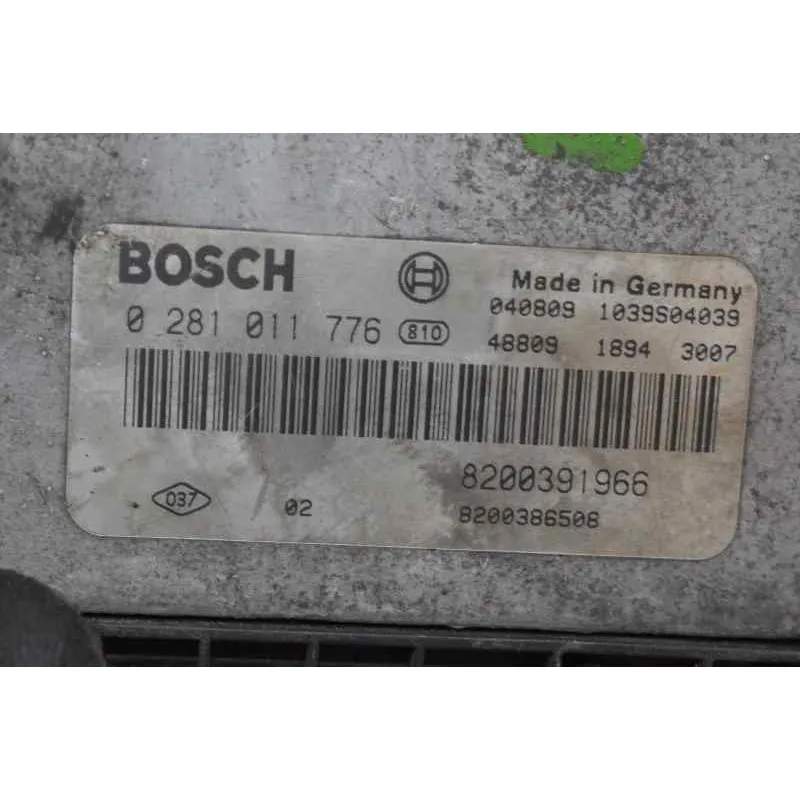 BOSCH
Made in Germany
040809 1039S04039
0 281 011 776 810
48809 1894 3007
8200391966
037 02
8200386508